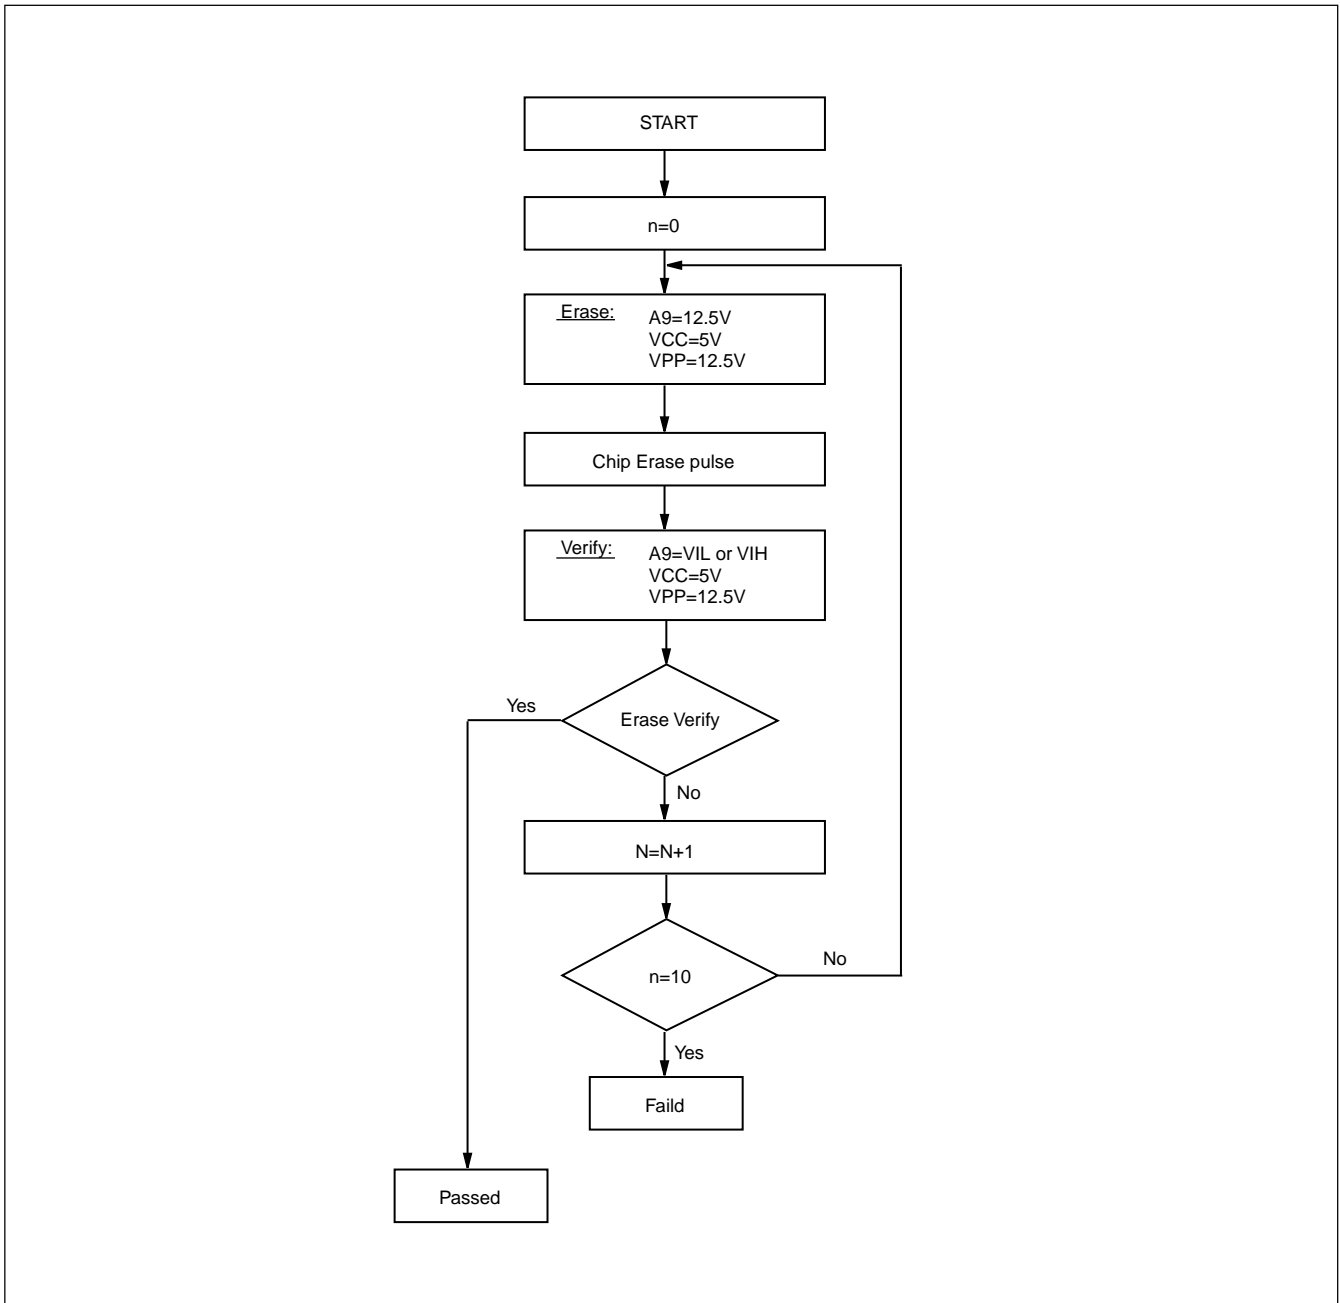 START
n=0
Erase:
A9=12.5V
VCC=5V
VPP=12.5V
Chip Erase pulse
Verify:
A9=VIL or VIH
VCC=5V
VPP=12.5V
Yes
Erase Verify
No
N=N+1
n=10
No
Yes
Faild
Passed